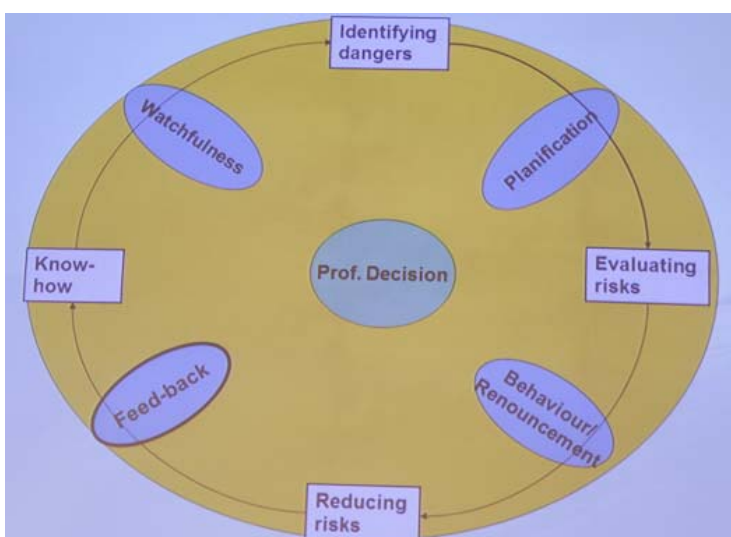 Identifying
dangers
Watchfulness
Planification
Know-
how
Prof. Decision
Evaluating
risks
Feed-back
Behaviour/
Renouncement
Reducing
risks